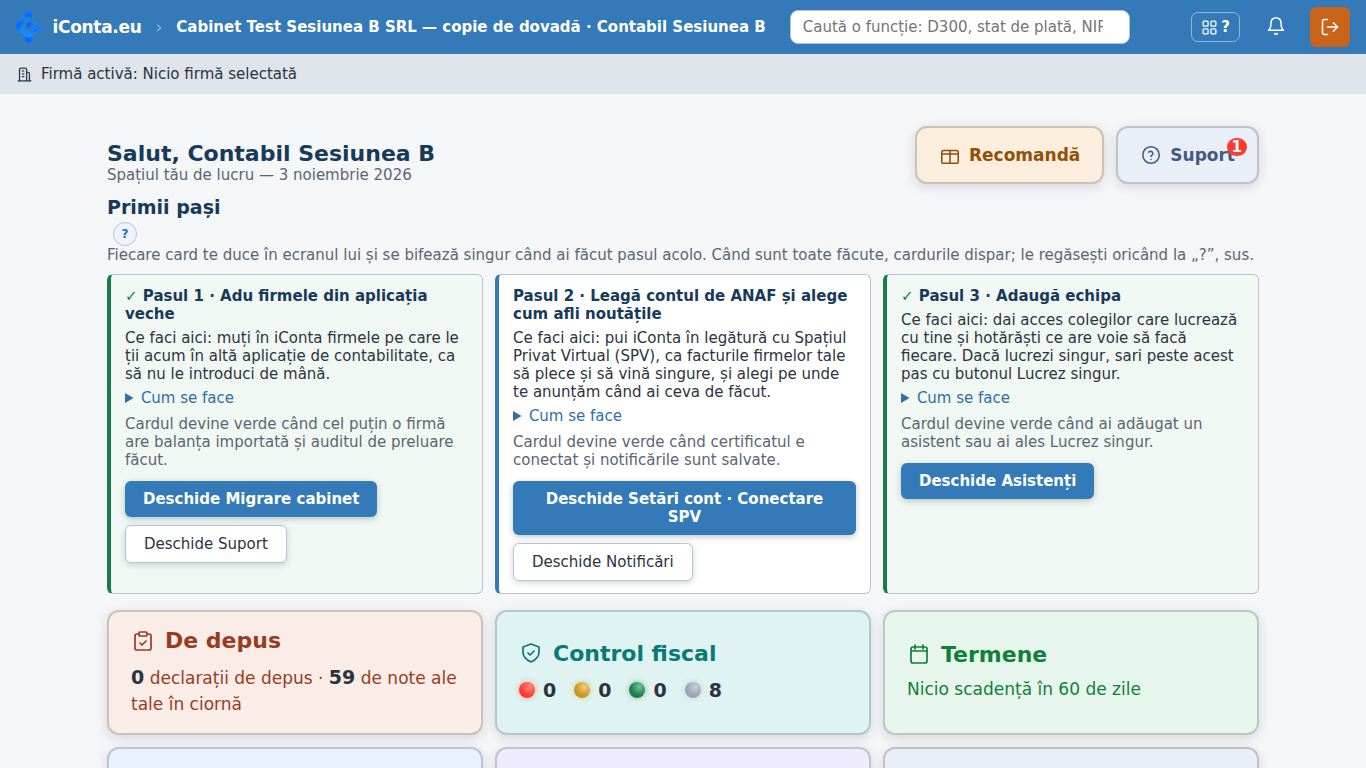 iConta.eu › Cabinet Test Sesiunea B SRL — copie de dovadă · Contabil Sesiunea B
Caută o funcție: D300, stat de plată, NIF
?
Firmă activă: Nicio firmă selectată
Salut, Contabil Sesiunea B
Spațiul tău de lucru — 3 noiembrie 2026
Recomandă
Suport
1
Primii pași
?
Fiecare card te duce în ecranul lui și se bifează singur când ai făcut pasul acolo. Când sunt toate făcute, cardurile dispar; le regăsești oricând la „?”, sus.
✓ Pasul 1 · Adu firmele din aplicația
veche
Ce faci aici: muți în iConta firmele pe care le
ții acum în altă aplicație de contabilitate, ca
să nu le introduci de mână.
Cum se face
Cardul devine verde când cel puțin o firmă
are balanța importată și auditul de preluare
făcut.
Deschide Migrare cabinet
Deschide Suport
Pasul 2 · Leagă contul de ANAF și alege
cum afli noutățile
Ce faci aici: pui iConta în legătură cu Spațiul
Privat Virtual (SPV), ca facturile firmelor tale
să plece și să vină singure, și alegi pe unde
te anunțăm când ai ceva de făcut.
Cum se face
Cardul devine verde când certificatul e
conectat și notificările sunt salvate.
Deschide Setări cont · Conectare
SPV
Deschide Notificări
✓ Pasul 3 · Adaugă echipa
Ce faci aici: dai acces colegilor care lucrează
cu tine și hotărăști ce are voie să facă
fiecare. Dacă lucrezi singur, sari peste acest
pas cu butonul Lucrez singur.
Cum se face
Cardul devine verde când ai adăugat un
asistent sau ai ales Lucrez singur.
Deschide Asistenți
De depus
0 declarații de depus · 59 de note ale
tale în ciornă
Control fiscal
0 0 0 8
Termene
Nicio scadență în 60 de zile